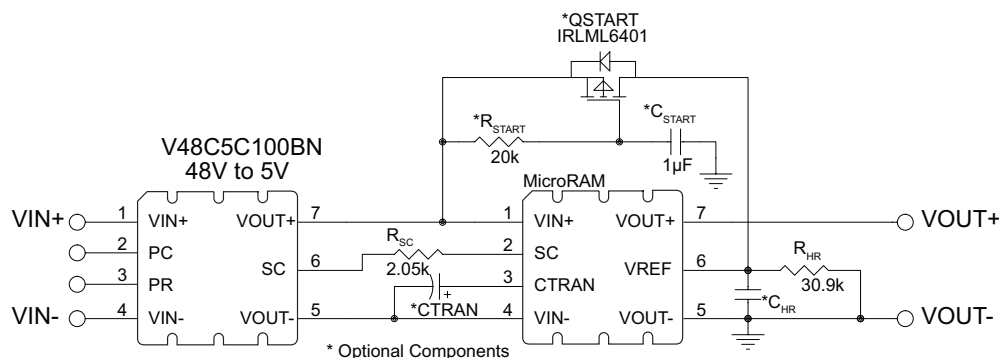 *QSTART
IRLML6401
*RSTART
20k
*CSTART
1µF
V48C5C100BN
48V to 5V
MicroRAM
VIN+
1
VIN+
VOUT+
7
1
VIN+
VOUT+
7
VOUT+
2
PC
RSC
2.05k
2
SC
SC
6
VREF
6
RHR
30.9k
3
PR
3
CTRAN
*CTRAN
+
*CHR
VIN-
4
VIN-
VOUT-
5
4
VIN-
VOUT-
5
VOUT-
* Optional Components